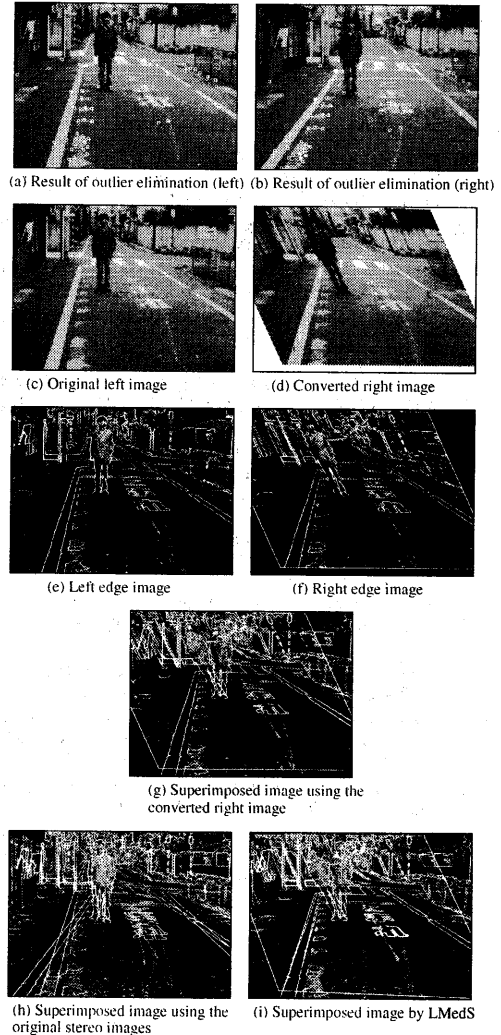 (a) Result of outlier elimination (left) (b) Result of outlier elimination (right)
(c) Original left image
(d) Converted right image
(e) Left edge image
(f) Right edge image
(g) Superimposed image using the
converted right image
(h) Superimposed image using the
original stereo images
(i) Superimposed image by LMedS